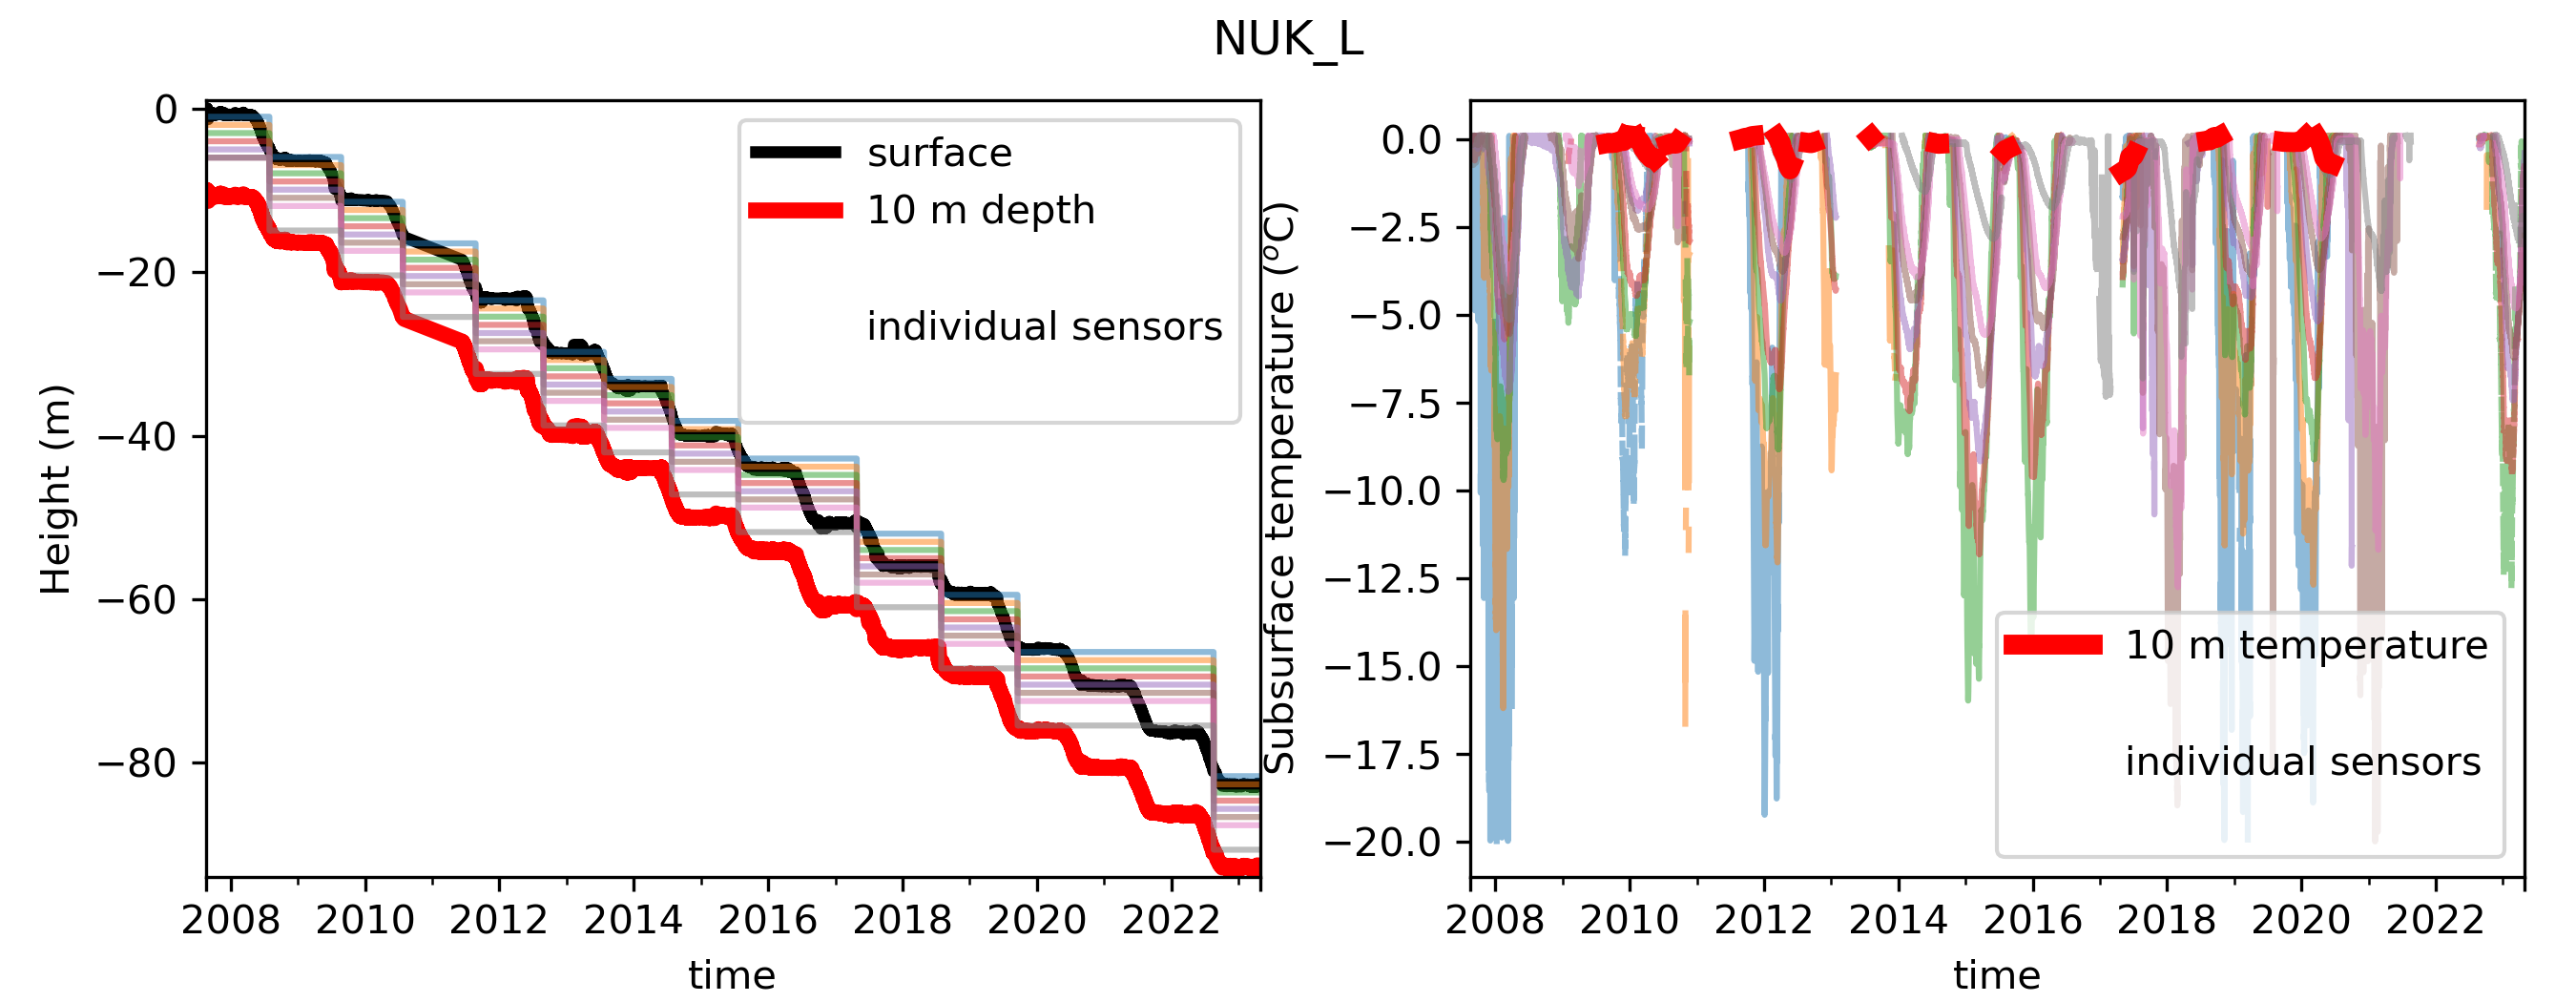 NUK_L
0
−20
−40
−60
−80
Height (m)
surface
10 m depth
individual sensors
2008 2010 2012 2014 2016 2018 2020 2022
time
0.0
−2.5
−5.0
−7.5
−10.0
−12.5
−15.0
−17.5
−20.0
Subsurface temperature (°C)
10 m temperature
individual sensors
2008 2010 2012 2014 2016 2018 2020 2022
time